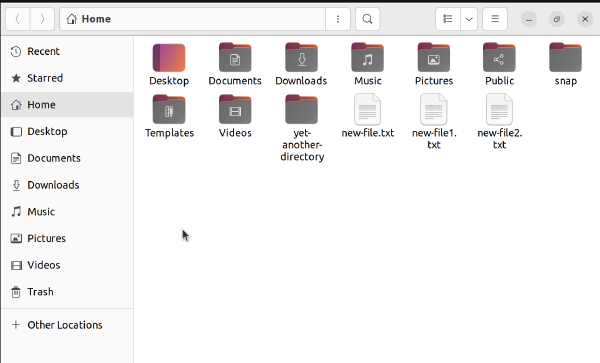 Home
Recent
Starred
Home
Desktop
Documents
Downloads
Music
Pictures
Videos
Trash
Other Locations
Desktop
Documents
Downloads
Music
Pictures
Public
snap
Templates
Videos
yet-
another-
directory
new-file.txt
new-file1.
txt
new-file2.
txt